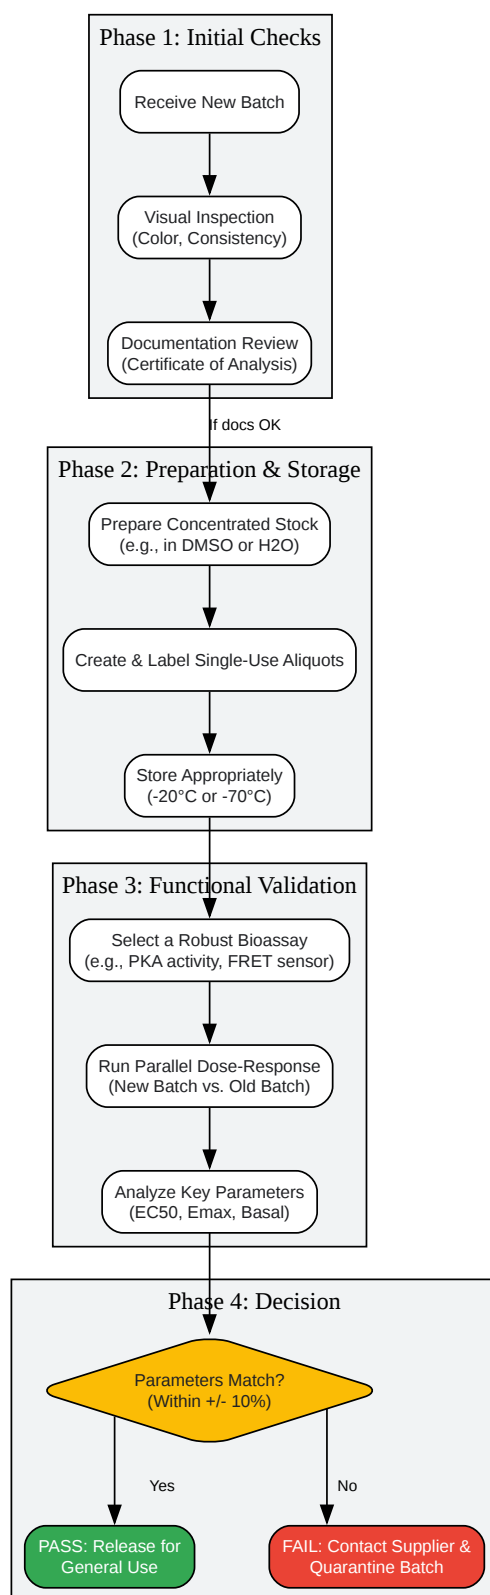 Phase 1: Initial Checks
Receive New Batch
Visual Inspection
(Color, Consistency)
Documentation Review
(Certificate of Analysis)
If docs OK
Phase 2: Preparation & Storage
Prepare Concentrated Stock
(e.g., in DMSO or H2O)
Create & Label Single-Use Aliquots
Store Appropriately
(-20°C or -70°C)
Phase 3: Functional Validation
Select a Robust Bioassay
(e.g., PKA activity, FRET sensor)
Run Parallel Dose-Response
(New Batch vs. Old Batch)
Analyze Key Parameters
(EC50, Emax, Basal)
Phase 4: Decision
Parameters Match?
(Within +/- 10%)
Yes
No
PASS: Release for
General Use
FAIL: Contact Supplier &
Quarantine Batch